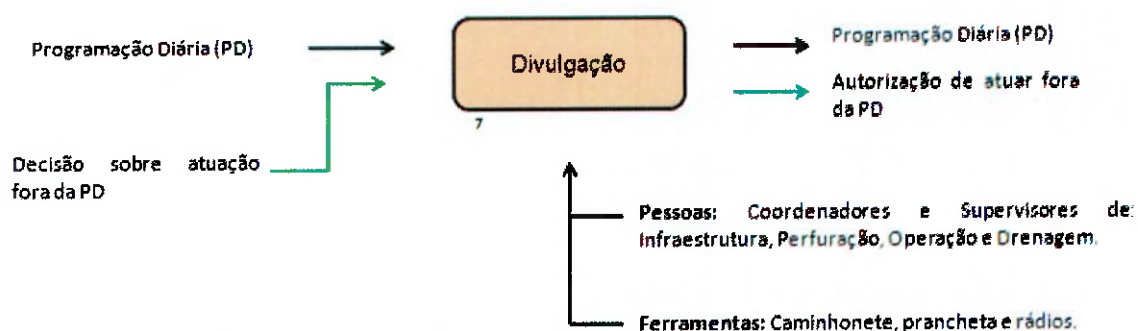 Programação Diária (PD)
Decisão sobre atuação
fora da PD
Divulgação
7
Programação Diária (PD)
Autorização de atuar fora
da PD
Pessoas: Coordenadores e Supervisores de:
Infraestrutura, Perfuração, Operação e Drenagem.
Ferramentas: Caminhonete, prancheta e rádios.